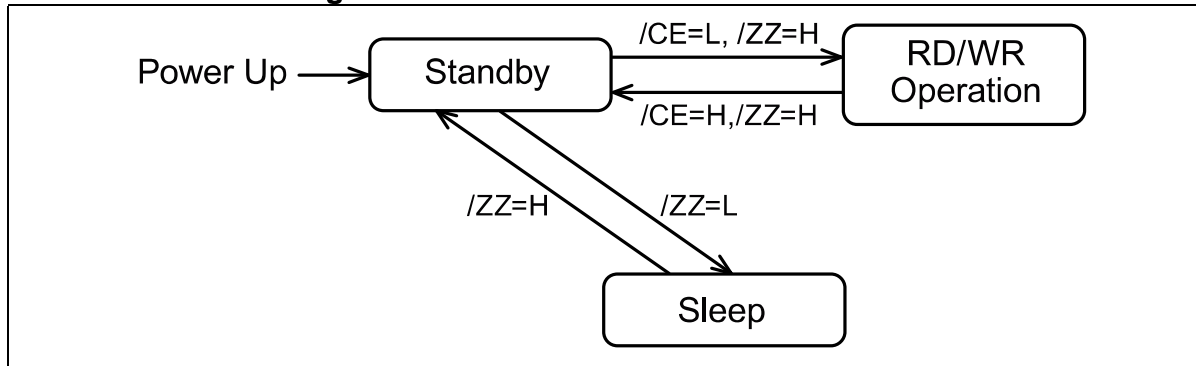 /CE=L, /ZZ=H
RD/WR
Operation
Power Up
Standby
/CE=H,/ZZ=H
/ZZ=H
/ZZ=L
Sleep